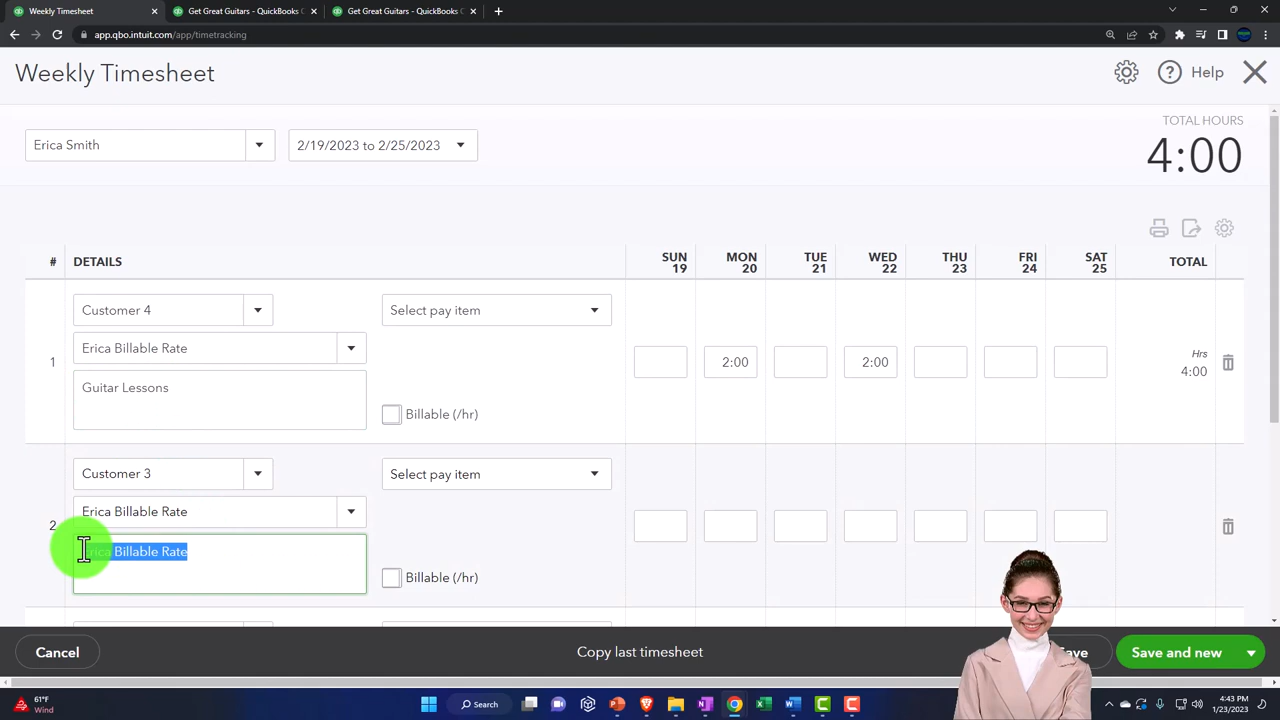 Weekly Timesheet
Get Great Guitars - QuickBooks O
Get Great Guitars - QuickBooks O
app.qbo.intuit.com/app/timetracking
Weekly Timesheet
Help
Erica Smith
2/19/2023 to 2/25/2023
TOTAL HOURS
4:00
# DETAILS SUN MON TUE WED THU FRI SAT TOTAL
19 20 21 22 23 24 25
Customer 4
Select pay item
Erica Billable Rate
1
2:00
2:00
Hrs
4:00
Guitar Lessons
Billable (/hr)
Customer 3
Select pay item
Erica Billable Rate
2
Erica Billable Rate
Billable (/hr)
Cancel
Copy last timesheet
Save and new
61°F
Wind
Search
4:43 PM
1/23/2023